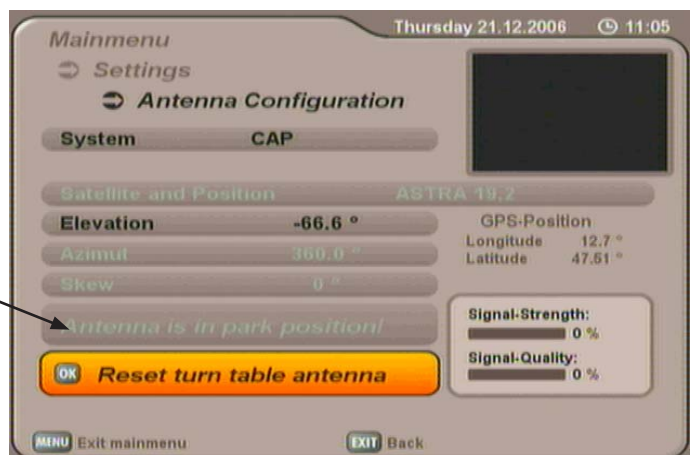 Thursday 21.12.2006 11:05
Mainmenu
Settings
Antenna Configuration
System CAP
Satellite and Position ASTRA 19,2
Elevation -66.6 °
Azimut 360.0 °
Skew 0 °
GPS-Position
Longitude 12.7 °
Latitude 47.51 °
Antenna is in park position!
Signal-Strength:
0 %
Signal-Quality:
0 %
OK Reset turn table antenna
MENU Exit mainmenu EXIT Back